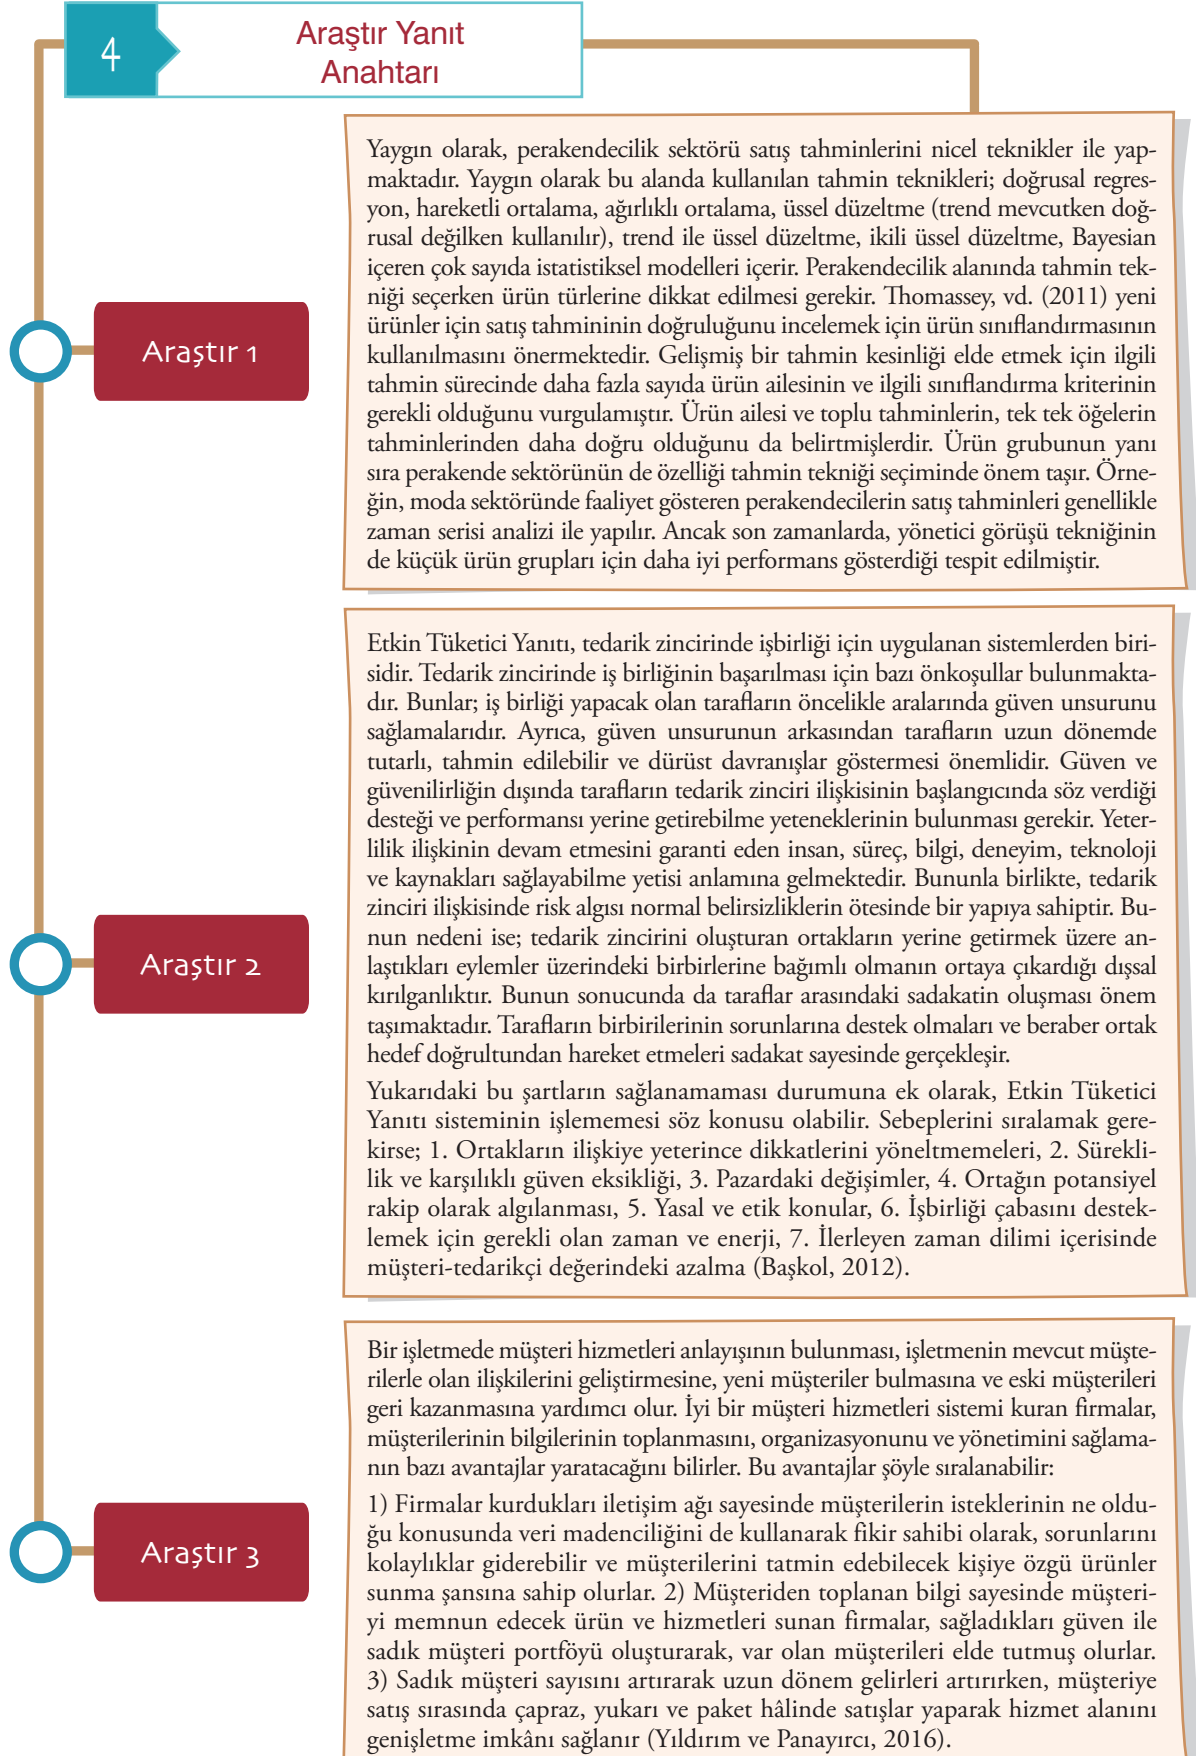 4
Araştır Yanıt
Anahtarı
Araştır 1
Yaygın olarak, perakendecilik sektörü satış tahminlerini nicel teknikler ile yap-
maktadır. Yaygın olarak bu alanda kullanılan tahmin teknikleri; doğrusal regres-
yon, hareketli ortalama, ağırlıklı ortalama, üssel düzeltme (trend mevcutken doğ-
rusal değilken kullanılır), trend ile üssel düzeltme, ikili üssel düzeltme, Bayesian
içeren çok sayıda istatistiksel modelleri içerir. Perakendecilik alanında tahmin tek-
niği seçerken ürün türlerine dikkat edilmesi gerekir. Thomassey, vd. (2011) yeni
ürünler için satış tahmininin doğruluğunu incelemek için ürün sınıflandırmasının
kullanılmasını önermektedir. Gelişmiş bir tahmin kesinliği elde etmek için ilgili
tahmin sürecinde daha fazla sayıda ürün ailesinin ve ilgili sınıflandırma kriterinin
gerekli olduğunu vurgulamıştır. Ürün ailesi ve toplu tahminlerin, tek tek öğelerin
tahminlerinden daha doğru olduğunu da belirtmişlerdir. Ürün grubunun yanı
sıra perakende sektörünün de özelliği tahmin tekniği seçiminde önem taşır. Örne-
ğin, moda sektöründe faaliyet gösteren perakendecilerin satış tahminleri genellikle
zaman serisi analizi ile yapılır. Ancak son zamanlarda, yönetici görüşü tekniğinin
de küçük ürün grupları için daha iyi performans gösterdiği tespit edilmiştir.
Araştır 2
Etkin Tüketici Yanıtı, tedarik zincirinde işbirliği için uygulanan sistemlerden biri-
sidir. Tedarik zincirinde iş birliğinin başarılması için bazı önkoşullar bulunmakta-
dır. Bunlar; iş birliği yapacak olan tarafların öncelikle aralarında güven unsurunu
sağlamalarıdır. Ayrıca, güven unsurunun arkasından tarafların uzun dönemde
tutarlı, tahmin edilebilir ve dürüst davranışlar göstermesi önemlidir. Güven ve
güvenilirliğin dışında tarafların tedarik zinciri ilişkisinin başlangıcında söz verdiği
desteği ve performansı yerine getirebilme yeteneklerinin bulunması gerekir. Yeter-
lilik ilişkinin devam etmesini garanti eden insan, süreç, bilgi, deneyim, teknoloji
ve kaynakları sağlayabilme yetisi anlamına gelmektedir. Bununla birlikte, tedarik
zinciri ilişkisinde risk algısı normal belirsizliklerin ötesinde bir yapıya sahiptir. Bu-
nun nedeni ise; tedarik zincirini oluşturan ortakların yerine getirmek üzere an-
laştıkları eylemler üzerindeki birbirlerine bağımlı olmanın ortaya çıkardığı dışsal
kırılganlıktır. Bunun sonucunda da taraflar arasındaki sadakatin oluşması önem
taşımaktadır. Tarafların birbirilerinin sorunlarına destek olmaları ve beraber ortak
hedef doğrultundan hareket etmeleri sadakat sayesinde gerçekleşir.
Yukarıdaki bu şartların sağlanamaması durumuna ek olarak, Etkin Tüketici
Yanıtı sisteminin işlememesi söz konusu olabilir. Sebeplerini sıralamak gere-
kirse; 1. Ortakların ilişkiye yeterince dikkatlerini yöneltmemeleri, 2. Sürekli-
lik ve karşılıklı güven eksikliği, 3. Pazardaki değişimler, 4. Ortağın potansiyel
rakip olarak algılanması, 5. Yasal ve etik konular, 6. İşbirliği çabasını destek-
lemek için gerekli olan zaman ve enerji, 7. İlerleyen zaman dilimi içerisinde
müşteri-tedarikçi değerindeki azalma (Başkol, 2012).
Araştır 3
Bir işletmede müşteri hizmetleri anlayışının bulunması, işletmenin mevcut müşte-
rilerle olan ilişkilerini geliştirmesine, yeni müşteriler bulmasına ve eski müşterileri
geri kazanmasına yardımcı olur. İyi bir müşteri hizmetleri sistemi kuran firmalar,
müşterilerinin bilgilerinin toplanmasını, organizasyonunu ve yönetimini sağlama-
nın bazı avantajlar yaratacağını bilirler. Bu avantajlar şöyle sıralanabilir:
1) Firmalar kurdukları iletişim ağı sayesinde müşterilerin isteklerinin ne oldu-
ğu konusunda veri madenciliğini de kullanarak fikir sahibi olarak, sorunlarını
kolaylıklar giderebilir ve müşterilerini tatmin edebilecek kişiye özgü ürünler
sunma şansına sahip olurlar. 2) Müşteriden toplanan bilgi sayesinde müşteri-
yi memnun edecek ürün ve hizmetleri sunan firmalar, sağladıkları güven ile
sadık müşteri portföyü oluşturarak, var olan müşterileri elde tutmuş olurlar.
3) Sadık müşteri sayısını artırarak uzun dönem gelirleri artırırken, müşteriye
satış sırasında çapraz, yukarı ve paket hâlinde satışlar yaparak hizmet alanını
genişletme imkânı sağlanır (Yıldırım ve Panayırcı, 2016).